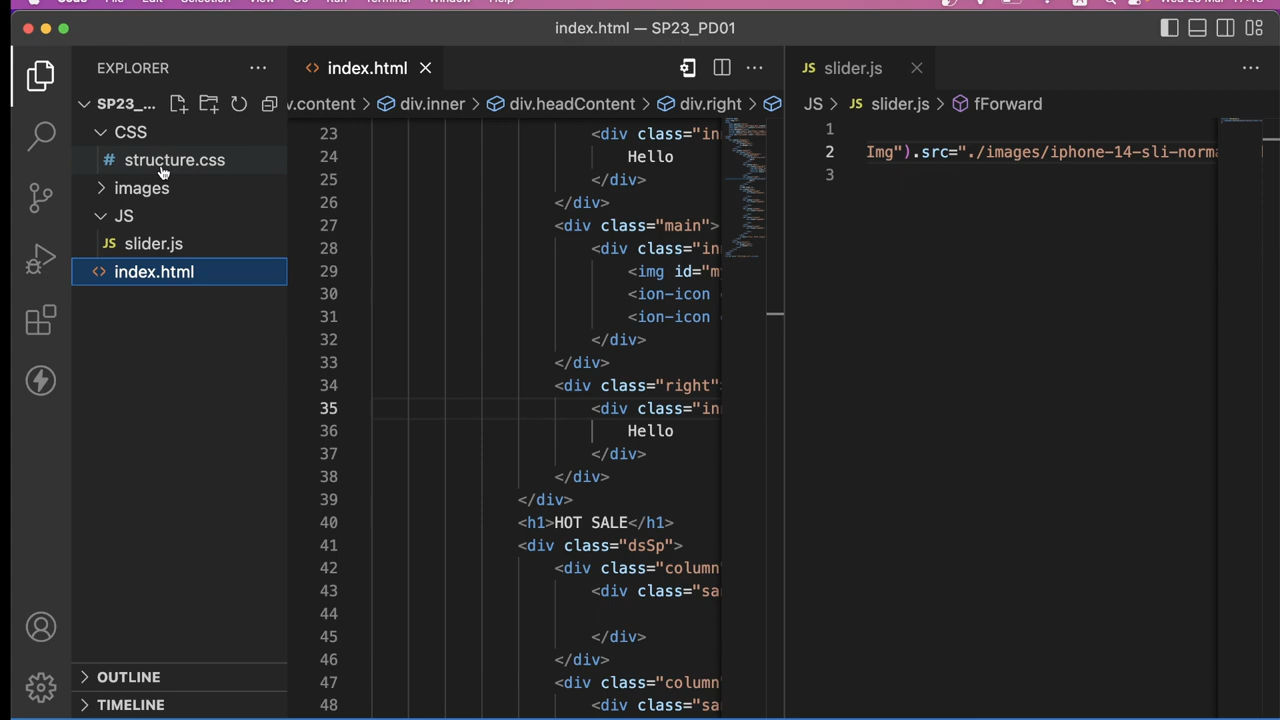 index.html — SP23_PD01
EXPLORER
SP23_...
CSS
# structure.css
images
JS
JS slider.js
<> index.html
OUTLINE
TIMELINE
<> index.html
v.content > div.inner > div.headContent > div.right >
23 <div class="in
24 Hello
25 </div>
26 </div>
27 <div class="main">
28 <div class="in
29 <img id="m
30 <ion-icon
31 <ion-icon
32 </div>
33 </div>
34 <div class="right"
35 <div class="in
36 Hello
37 </div>
38 </div>
39 </div>
40 <h1>HOT SALE</h1>
41 <div class="dsSp">
42 <div class="column
43 <div class="sa
44
45 </div>
46 </div>
47 <div class="column
48 <div class="sa
JS slider.js
JS > JS slider.js > fForward
1
2 Img").src="./images/iphone-14-sli-norma
3